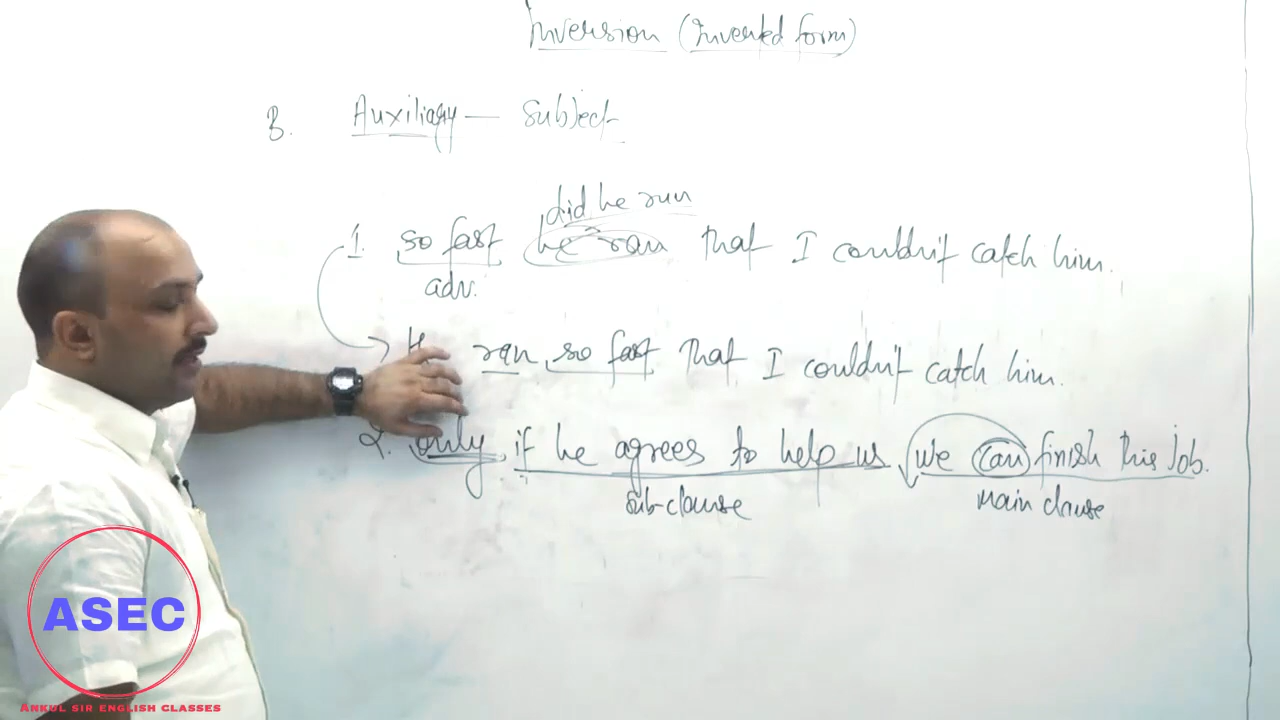 Inversion (Inverted form)
B. Auxiliary — Subject
did he run
1. so fast he ran that I couldn't catch him.
adv.
He ran so fast that I couldn't catch him.
2. only if he agrees to help us we can finish this job.
sub-clause main clause
ASEC
ANKUL SIR ENGLISH CLASSES